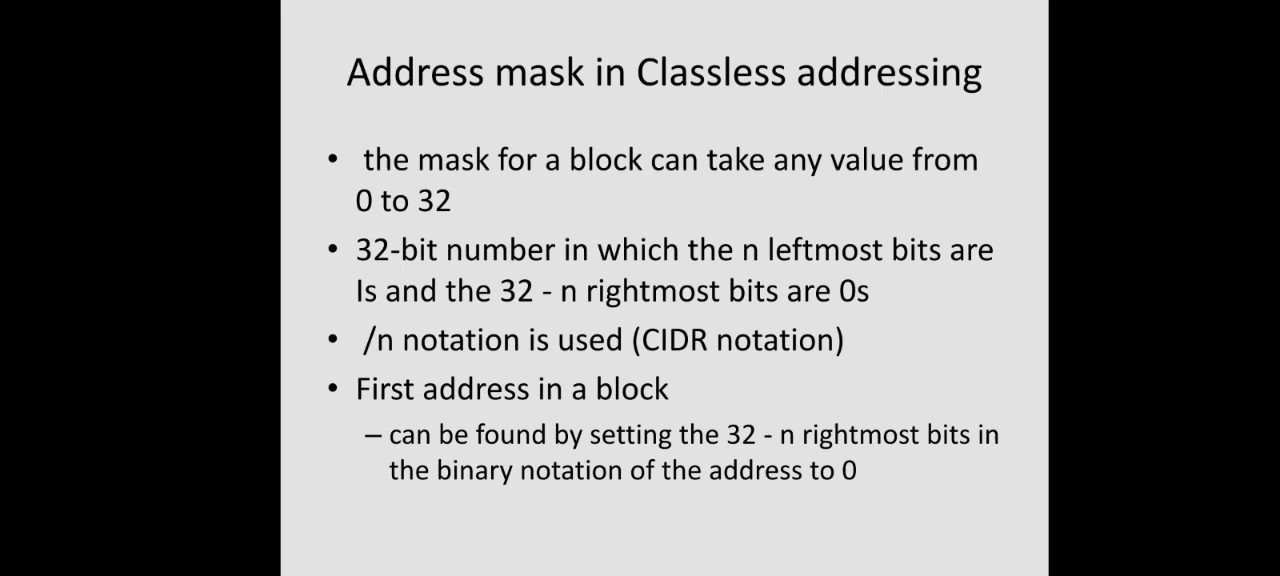 Address mask in Classless addressing
• the mask for a block can take any value from
0 to 32
• 32-bit number in which the n leftmost bits are
Is and the 32 - n rightmost bits are 0s
• /n notation is used (CIDR notation)
• First address in a block
– can be found by setting the 32 - n rightmost bits in
the binary notation of the address to 0